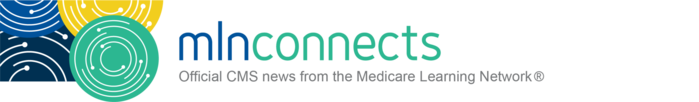 mlnconnects
Official CMS news from the Medicare Learning Network®